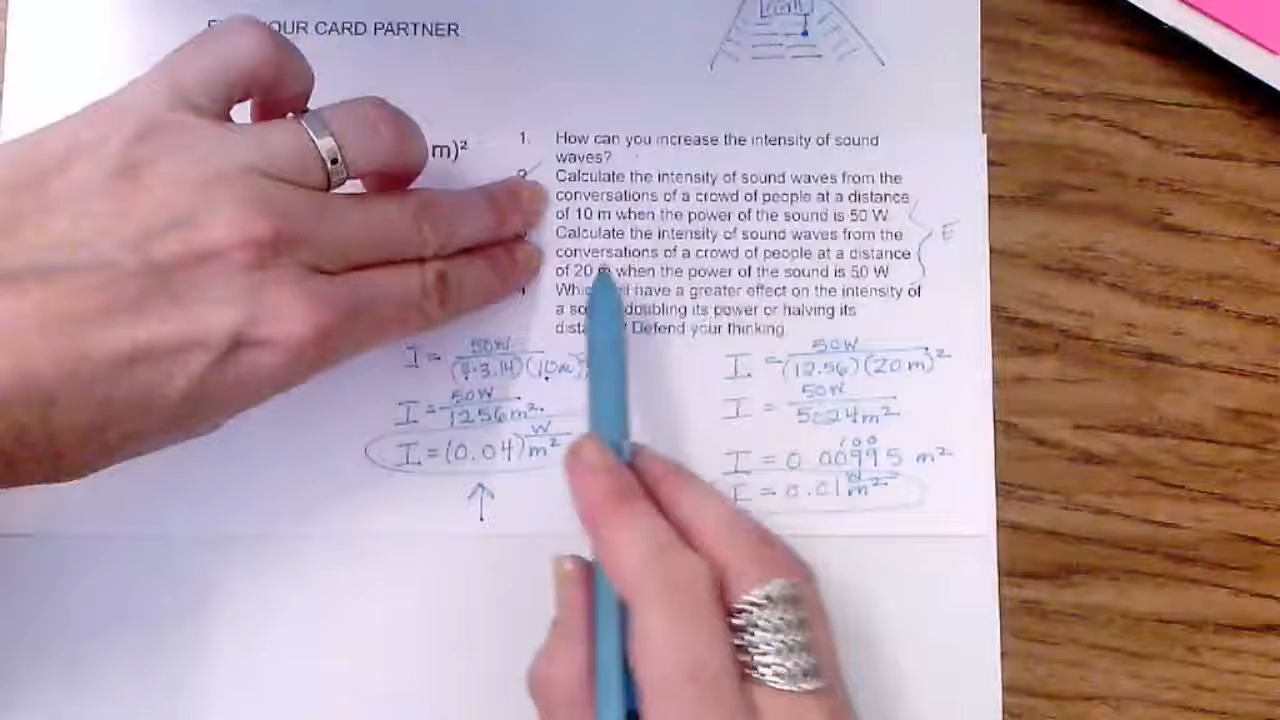 OUR CARD PARTNER
m)²
1. How can you increase the intensity of sound
waves?
Calculate the intensity of sound waves from the
conversations of a crowd of people at a distance
of 10 m when the power of the sound is 50 W
Calculate the intensity of sound waves from the
conversations of a crowd of people at a distance
of 20 m when the power of the sound is 50 W
have a greater effect on the intensity of
a doubling its power or halving its
Defend your thinking.
I = 50W
(4·3.14)(10m)
I = 50W
1256m²
I = (0.04) W
m²
I = 50W
(12.56)(20m)²
I = 50W
5024m²
I = 0.00995 m²
I = 0.01 W
m²
E